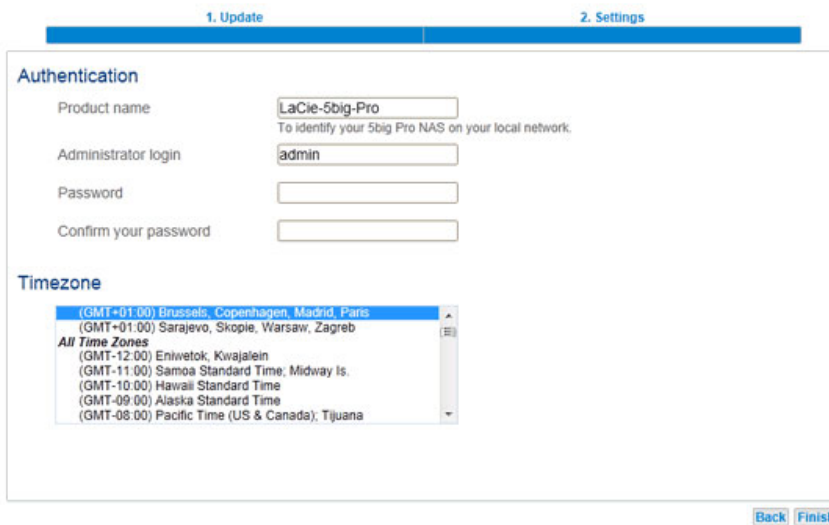 1. Update
2. Settings
Authentication
Product name
LaCie-5big-Pro
To identify your 5big Pro NAS on your local network.
Administrator login
admin
Password
Confirm your password
Timezone
(GMT+01:00) Brussels, Copenhagen, Madrid, Paris
(GMT+01:00) Sarajevo, Skopie, Warsaw, Zagreb
All Time Zones
(GMT-12:00) Eniwetok, Kwajalein
(GMT-11:00) Samoa Standard Time; Midway Is.
(GMT-10:00) Hawaii Standard Time
(GMT-09:00) Alaska Standard Time
(GMT-08:00) Pacific Time (US & Canada); Tijuana
Back Finish